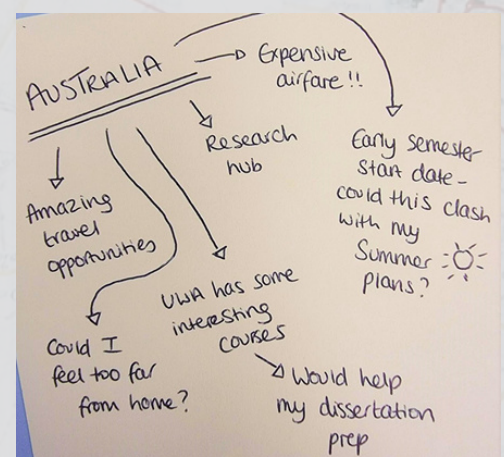 AUSTRALIA
Expensive
airfare!!
Research
hub
Early semester
start date -
could this clash
with my
Summer
plans?
Amazing
travel
opportunities
Could I
feel too far
from home?
UWA has some
interesting
courses
Would help
my dissertation
prep